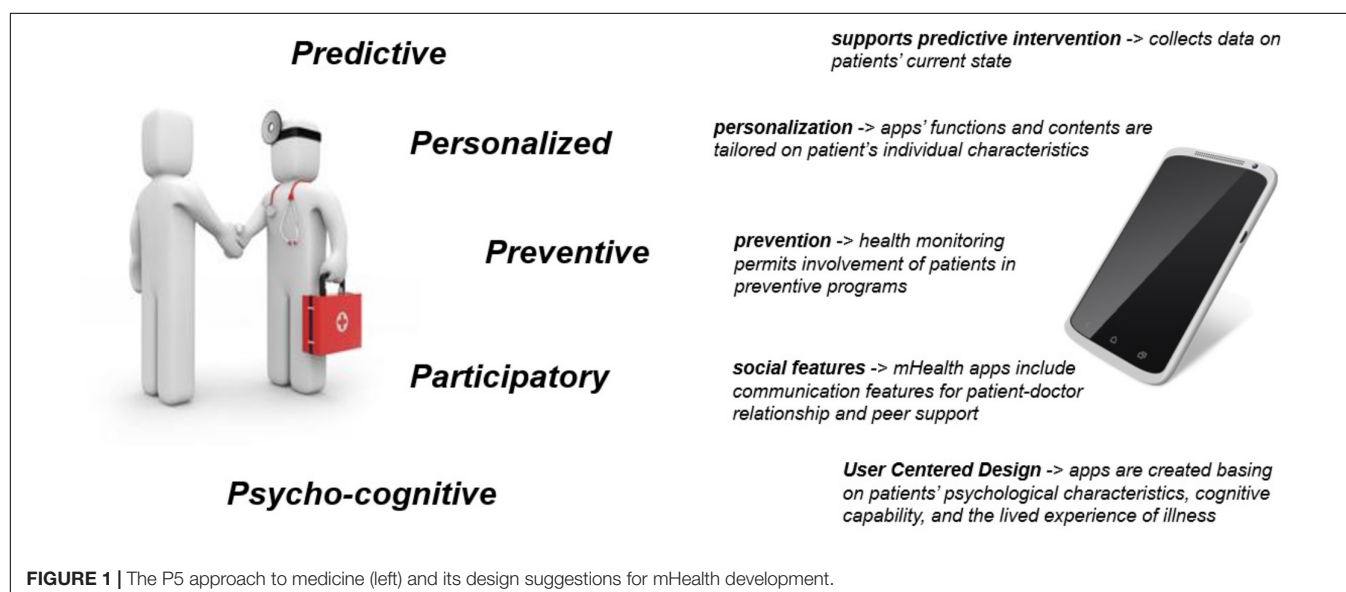 Predictive
supports predictive intervention -> collects data on
patients' current state
Personalized
personalization -> apps' functions and contents are
tailored on patient's individual characteristics
Preventive
prevention -> health monitoring
permits involvement of patients in
preventive programs
Participatory
social features -> mHealth apps include
communication features for patient-doctor
relationship and peer support
Psycho-cognitive
User Centered Design -> apps are created basing
on patients' psychological characteristics, cognitive
capability, and the lived experience of illness
FIGURE 1 | The P5 approach to medicine (left) and its design suggestions for mHealth development.